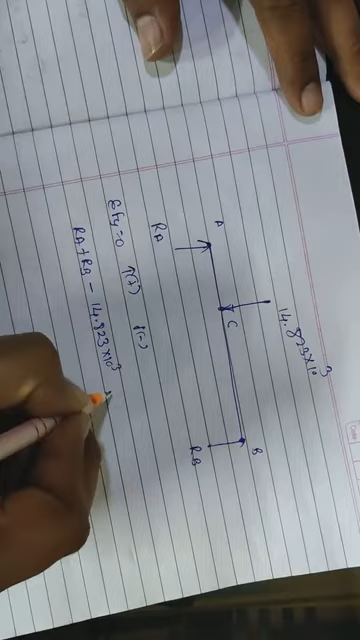 14.823×10³
A
C
B
RA
RB
ΣFy=0 ↑(+) ↓(-)
RA+RB - 14.823×10³